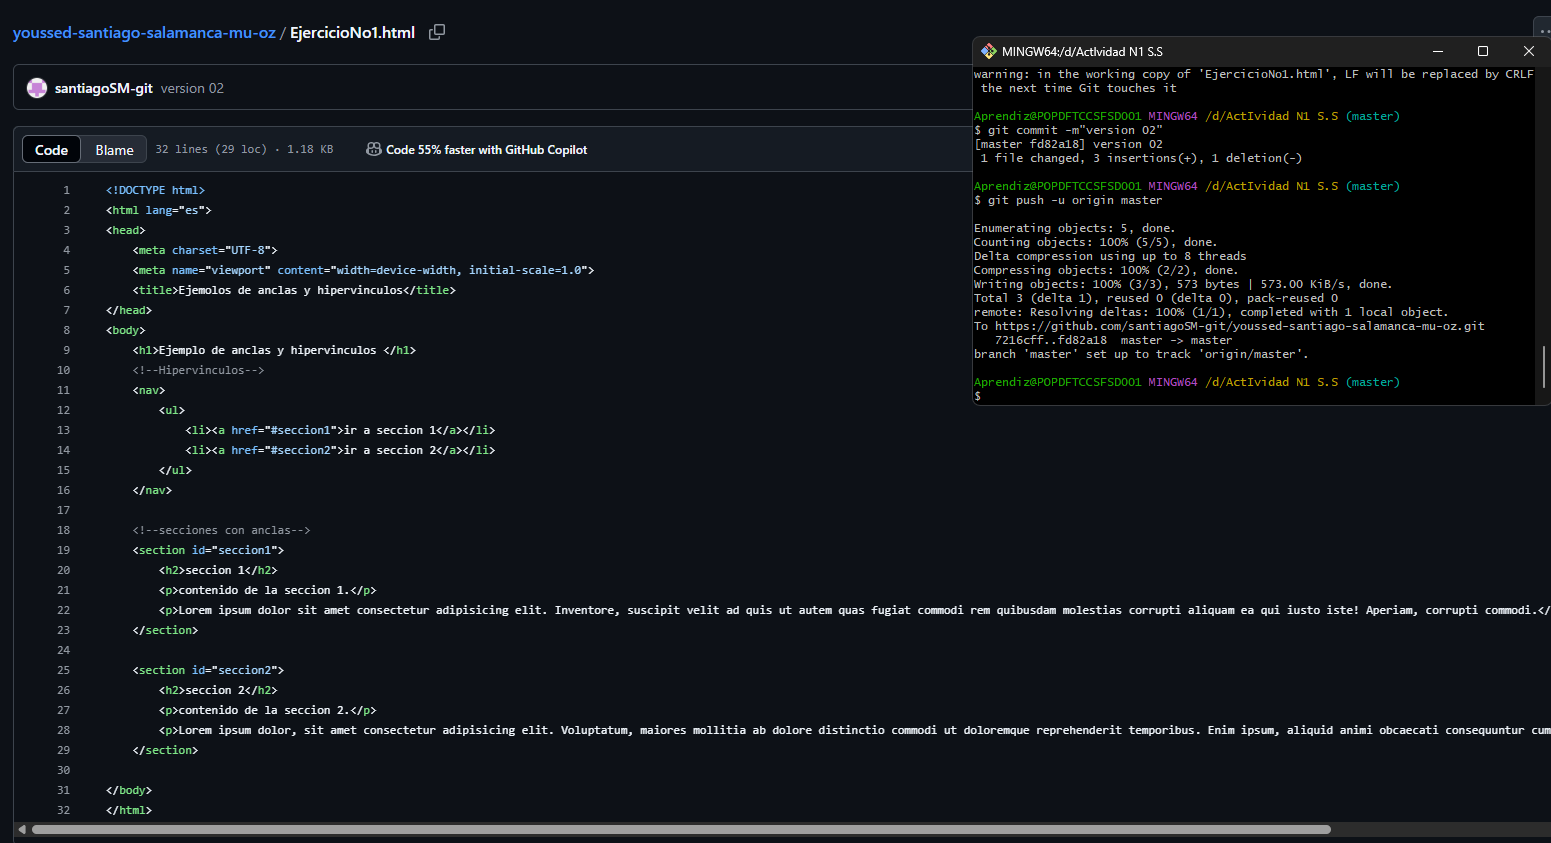 youssed-santiago-salamanca-mu-oz / EjercicioNo1.html
santiagoSM-git version 02
Code Blame 32 lines (29 loc) · 1.18 KB Code 55% faster with GitHub Copilot
1 <!DOCTYPE html>
2 <html lang="es">
3 <head>
4 <meta charset="UTF-8">
5 <meta name="viewport" content="width=device-width, initial-scale=1.0">
6 <title>Ejemolos de anclas y hipervinculos</title>
7 </head>
8 <body>
9 <h1>Ejemplo de anclas y hipervinculos </h1>
10 <!--Hipervinculos-->
11 <nav>
12 <ul>
13 <li><a href="#seccion1">ir a seccion 1</a></li>
14 <li><a href="#seccion2">ir a seccion 2</a></li>
15 </ul>
16 </nav>
17
18 <!--secciones con anclas-->
19 <section id="seccion1">
20 <h2>seccion 1</h2>
21 <p>contenido de la seccion 1.</p>
22 <p>Lorem ipsum dolor sit amet consectetur adipisicing elit. Inventore, suscipit velit ad quis ut autem quas fugiat commodi rem quibusdam molestias corrupti aliquam ea qui iusto iste! Aperiam, corrupti commodi.</
23 </section>
24
25 <section id="seccion2">
26 <h2>seccion 2</h2>
27 <p>contenido de la seccion 2.</p>
28 <p>Lorem ipsum dolor, sit amet consectetur adipisicing elit. Voluptatum, maiores mollitia ab dolore distinctio commodi ut doloremque reprehenderit temporibus. Enim ipsum, aliquid animi obcaecati consequuntur cum
29 </section>
30
31 </body>
32 </html>
MINGW64:/d/ActIvidad N1 S.S
warning: in the working copy of 'EjercicioNo1.html', LF will be replaced by CRLF
the next time Git touches it
Aprendiz@POPDFTCCSFSD001 MINGW64 /d/ActIvidad N1 S.S (master)
$ git commit -m"version 02"
[master fd82a18] version 02
1 file changed, 3 insertions(+), 1 deletion(-)
Aprendiz@POPDFTCCSFSD001 MINGW64 /d/ActIvidad N1 S.S (master)
$ git push -u origin master
Enumerating objects: 5, done.
Counting objects: 100% (5/5), done.
Delta compression using up to 8 threads
Compressing objects: 100% (2/2), done.
Writing objects: 100% (3/3), 573 bytes | 573.00 KiB/s, done.
Total 3 (delta 1), reused 0 (delta 0), pack-reused 0
remote: Resolving deltas: 100% (1/1), completed with 1 local object.
To https://github.com/santiagoSM-git/youssed-santiago-salamanca-mu-oz.git
7216cff..fd82a18 master -> master
branch 'master' set up to track 'origin/master'.
Aprendiz@POPDFTCCSFSD001 MINGW64 /d/ActIvidad N1 S.S (master)
$